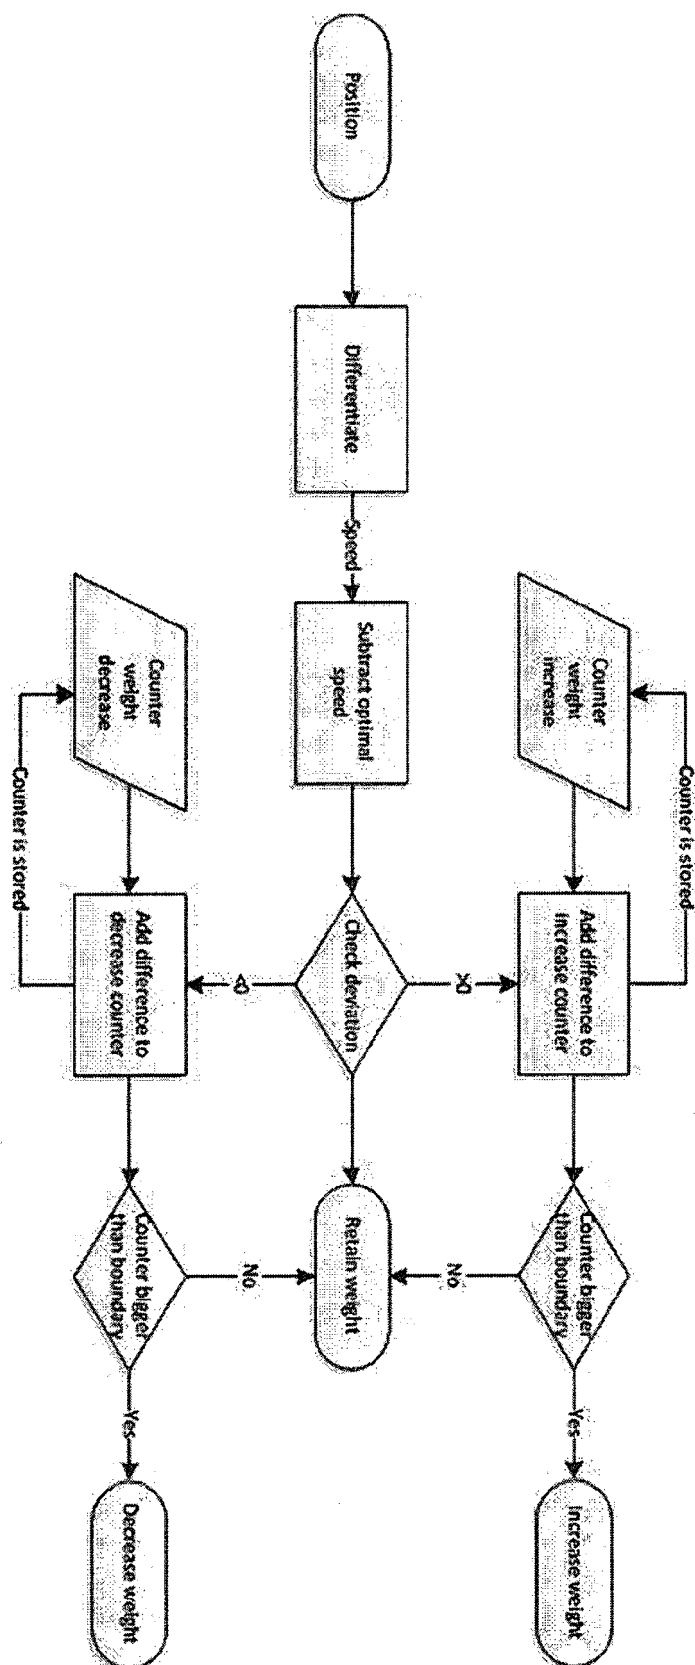 Counter is stored
Counter
weight
increase
Add difference to
increase counter
Counter bigger
than boundary
Yes
Increase weight
No
Position
Differentiate
Speed
Subtract optimal
speed
Check deviation
Retain weight
No
Counter
weight
decrease
Add difference to
decrease counter
Counter bigger
than boundary
Yes
Decrease weight
Counter is stored